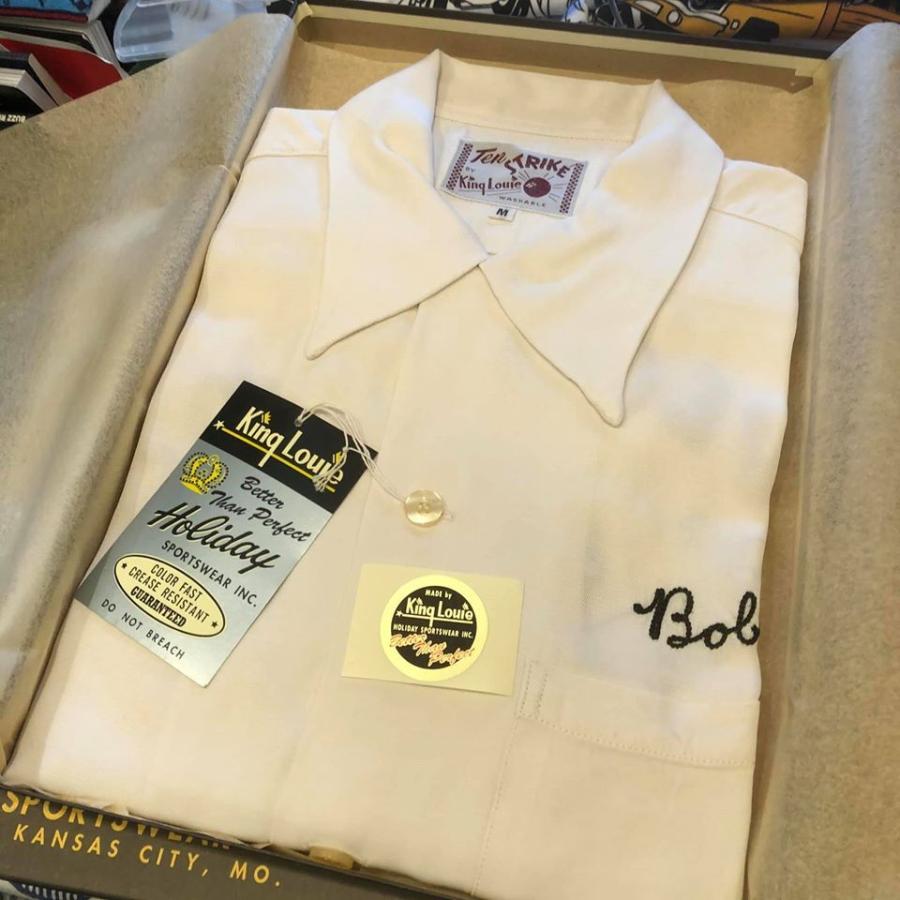 Ten STRIKE
BY
King Louie
WASHABLE
M
King Louie
Better
Than Perfect
Holiday
SPORTSWEAR INC.
COLOR FAST
CREASE RESISTANT
GUARANTEED
DO NOT BREACH
MADE by
King Louie
HOLIDAY SPORTSWEAR INC.
Better
Than
Perfect
Bob
SPORTSWEAR
KANSAS CITY, MO.
BUZZ